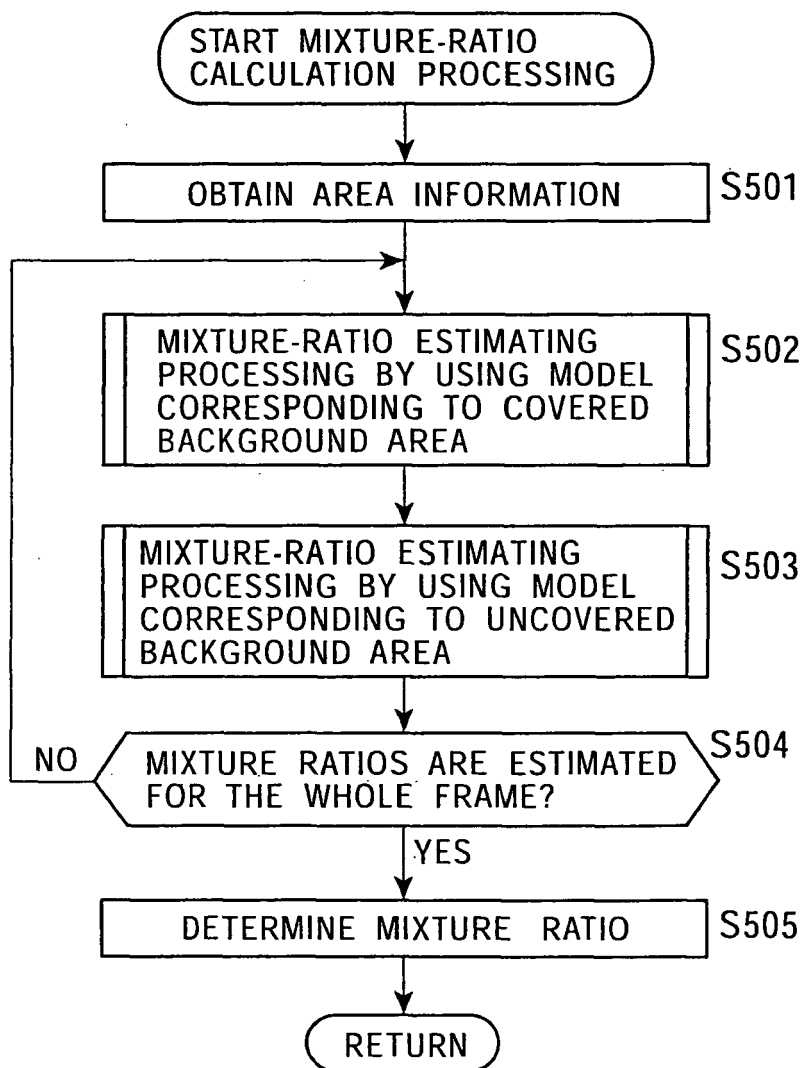 START MIXTURE-RATIO
CALCULATION PROCESSING
OBTAIN AREA INFORMATION
S501
MIXTURE-RATIO ESTIMATING
PROCESSING BY USING MODEL
CORRESPONDING TO COVERED
BACKGROUND AREA
S502
MIXTURE-RATIO ESTIMATING
PROCESSING BY USING MODEL
CORRESPONDING TO UNCOVERED
BACKGROUND AREA
S503
NO
MIXTURE RATIOS ARE ESTIMATED
FOR THE WHOLE FRAME?
S504
YES
DETERMINE MIXTURE RATIO
S505
RETURN